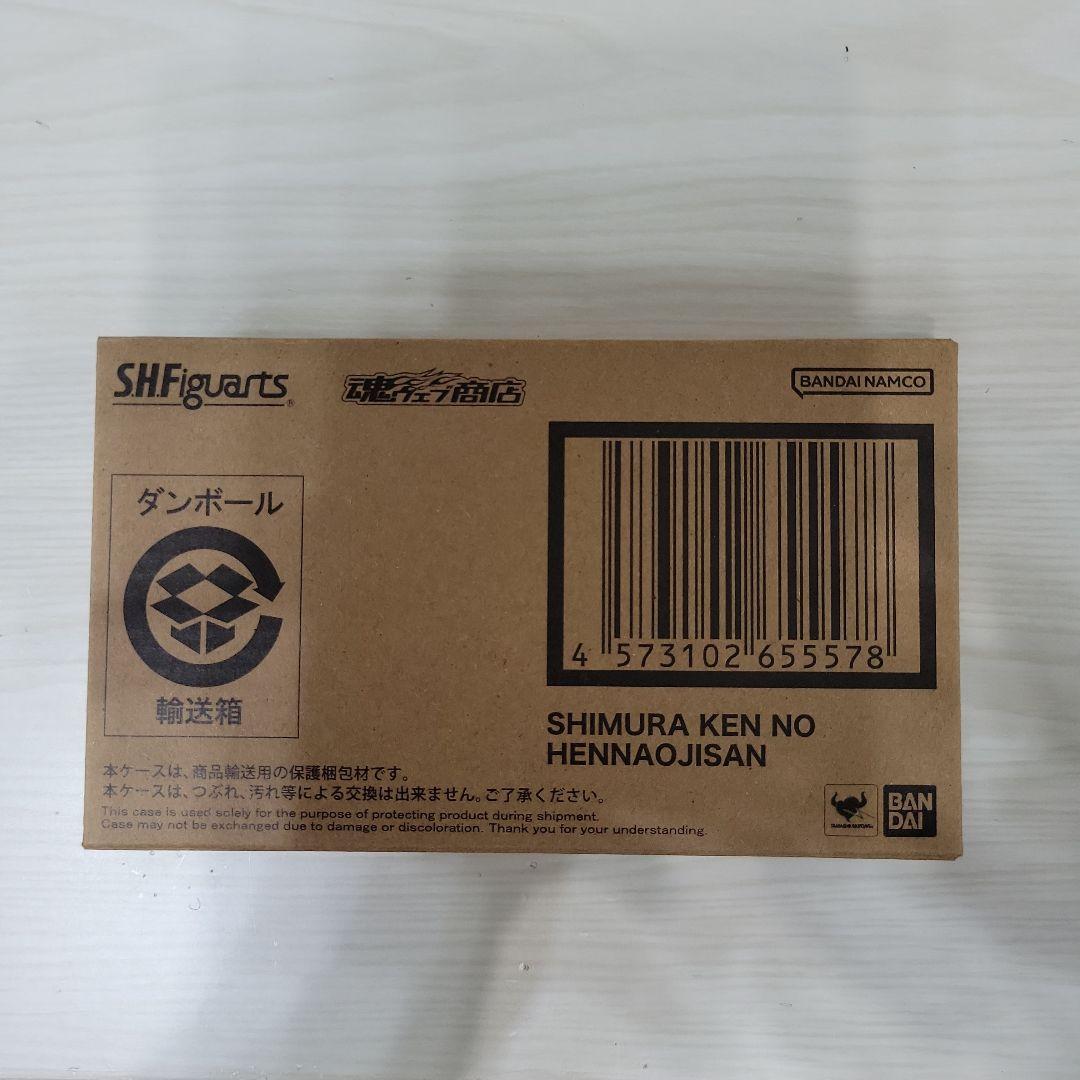 S.H.Figuarts®
魂ウェブ商店
BANDAI NAMCO
ダンボール
輸送箱
4 573102 655578
SHIMURA KEN NO
HENNAOJISAN
本ケースは、商品輸送用の保護梱包材です。
本ケースは、つぶれ、汚れ等による交換は出来ません。ご了承ください。
This case is used solely for the purpose of protecting product during shipment.
Case may not be exchanged due to damage or discoloration. Thank you for your understanding.
BAN
DAI